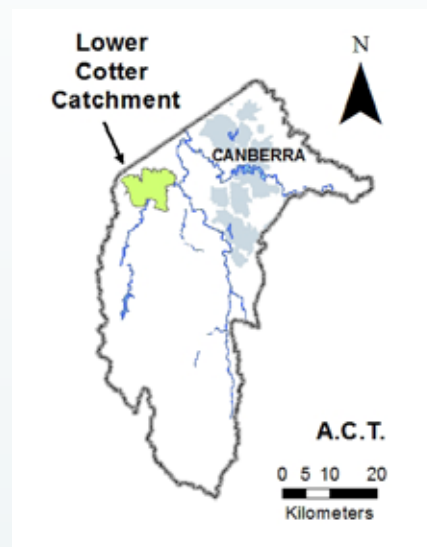 Lower
Cotter
Catchment
N
CANBERRA
A.C.T.
0 5 10 20
Kilometers